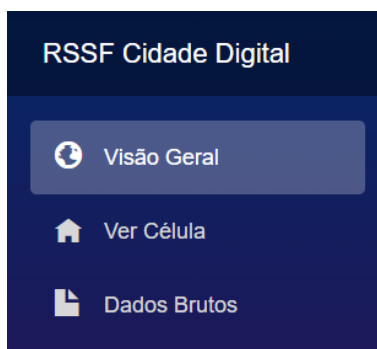 RSSF Cidade Digital
Visão Geral
Ver Célula
Dados Brutos